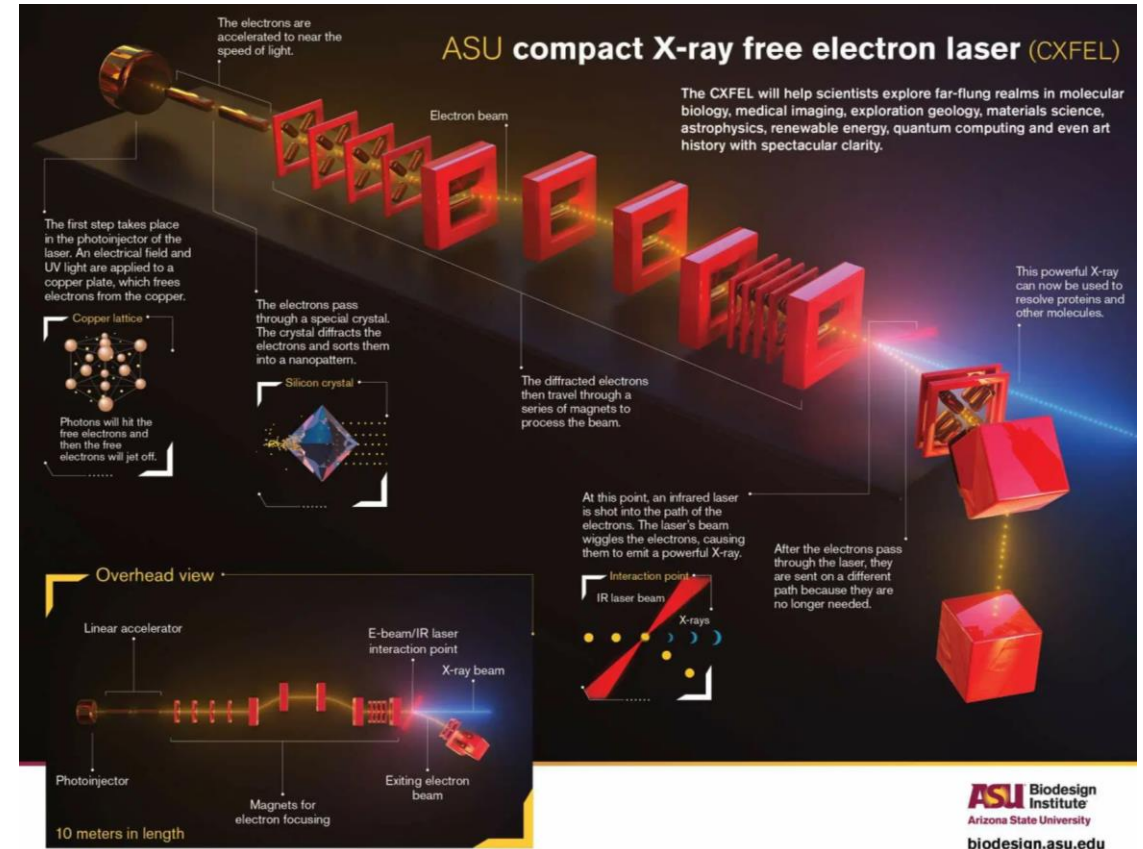 The electrons are
accelerated to near the
speed of light.
ASU compact X-ray free electron laser (CXFEL)
The CXFEL will help scientists explore far-flung realms in molecular
biology, medical imaging, exploration geology, materials science,
astrophysics, renewable energy, quantum computing and even art
history with spectacular clarity.
Electron beam
The first step takes place
in the photoinjector of the
laser. An electrical field and
UV light are applied to a
copper plate, which frees
electrons from the copper.
Copper lattice
Photons will hit the
free electrons and
then the free
electrons will jet off.
The electrons pass
through a special crystal.
The crystal diffracts the
electrons and sorts them
into a nanopattern.
Silicon crystal
The diffracted electrons
then travel through a
series of magnets to
process the beam.
This powerful X-ray
can now be used to
resolve proteins and
other molecules.
At this point, an infrared laser
is shot into the path of the
electrons. The laser's beam
wiggles the electrons, causing
them to emit a powerful X-ray.
Interaction point
IR laser beam
X-rays
After the electrons pass
through the laser, they
are sent on a different
path because they are
no longer needed.
Overhead view
Linear accelerator
E-beam/IR laser
interaction point
X-ray beam
Photoinjector
Magnets for
electron focusing
Exiting electron
beam
10 meters in length
ASU Biodesign
Institute
Arizona State University
biodesign.asu.edu